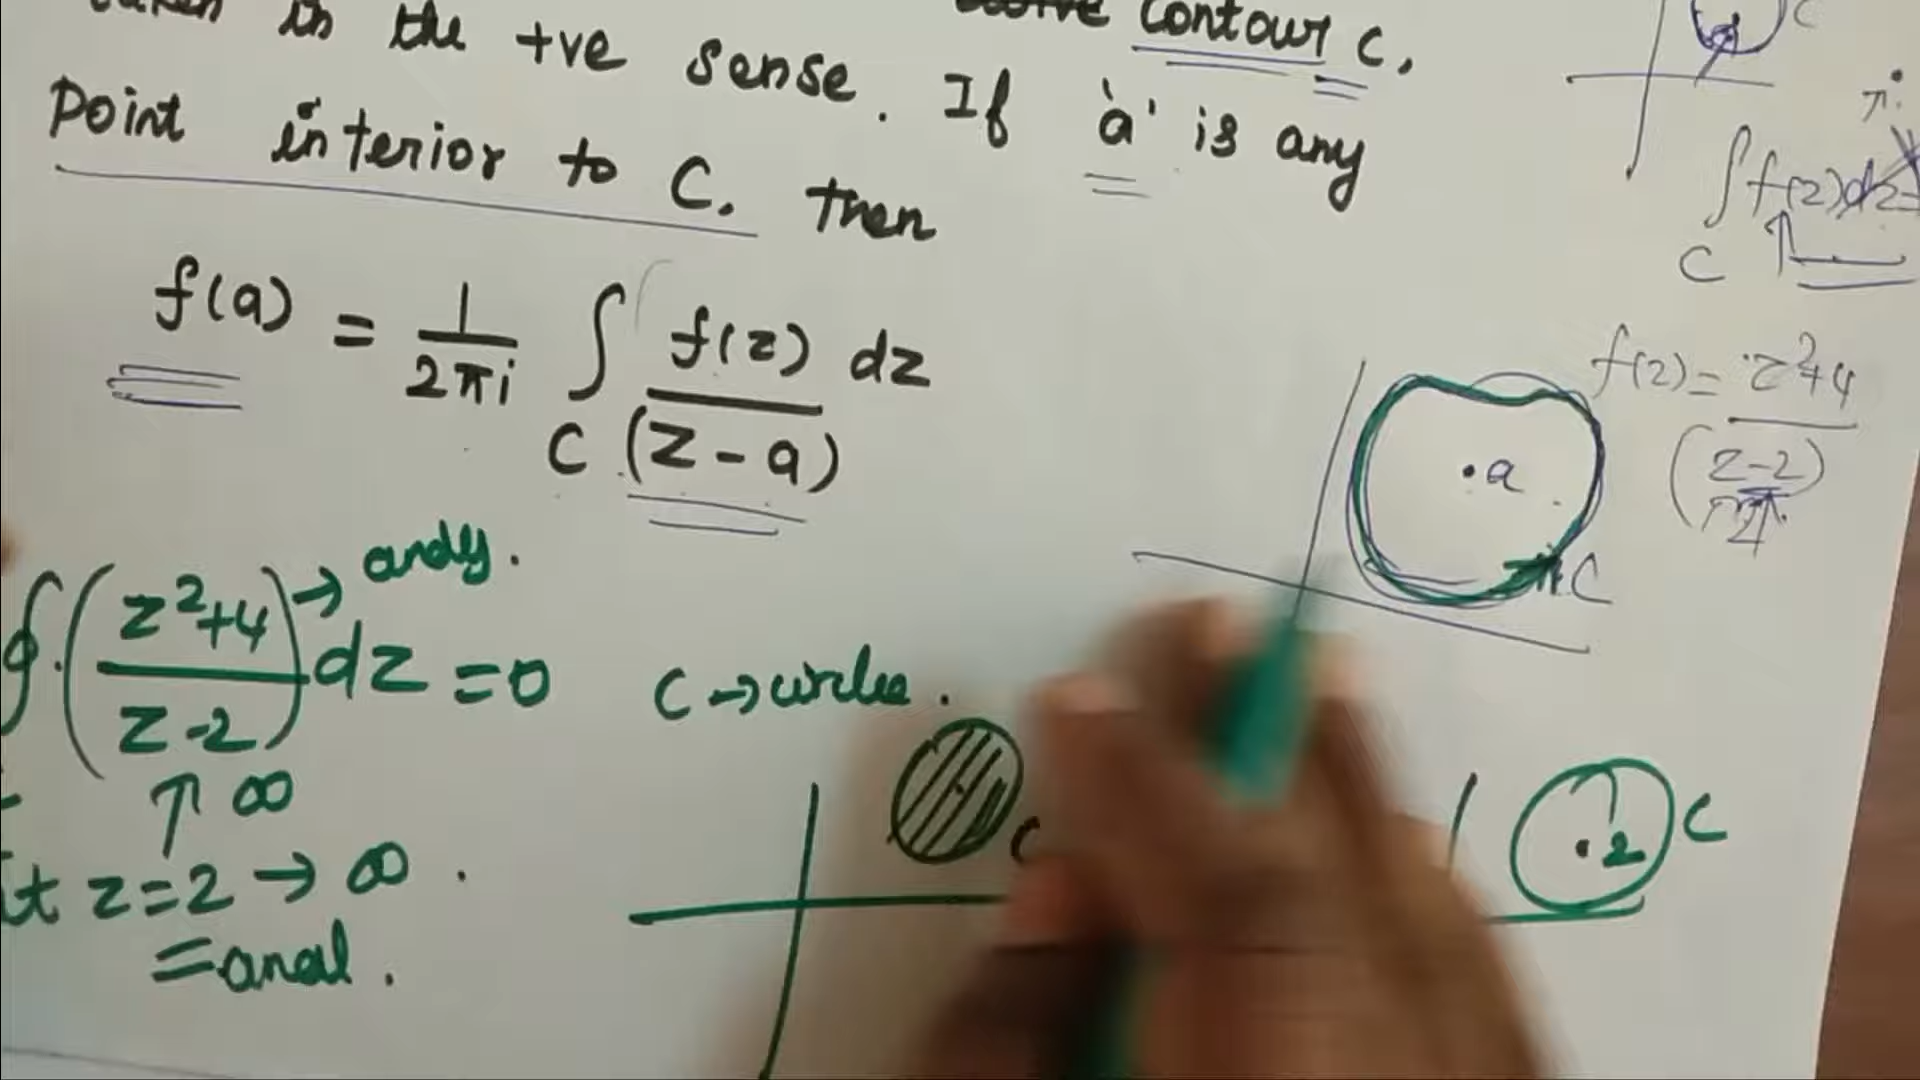 in the +ve sense. contour C.
Point interior to C. Then If 'a' is any
f(a) = 1/2πi ∫C f(z)/(z-a) dz
C
∫C f(z)dz=
f(z) = z²+4/(z-2)
.a
C
∮(z²+4/z-2)dz =0 → analy.
C → circle.
↑ ∞
at z=2 → ∞.
=anal.
C
.2 C